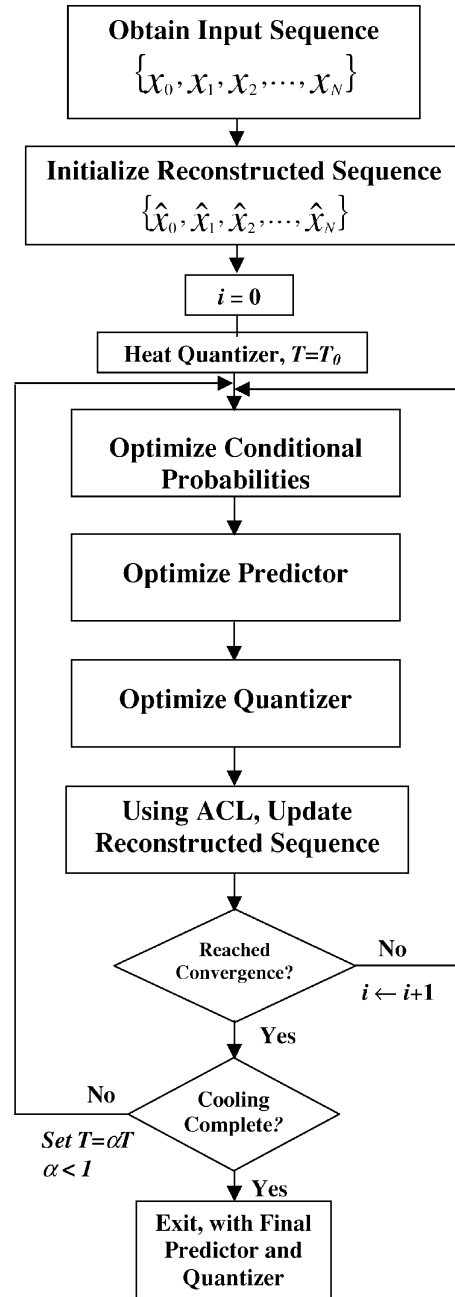 Obtain Input Sequence
{x₀, x₁, x₂,..., x_N}
Initialize Reconstructed Sequence
{x̂₀, x̂₁, x̂₂,..., x̂_N}
i = 0
Heat Quantizer, T=T₀
Optimize Conditional
Probabilities
Optimize Predictor
Optimize Quantizer
Using ACL, Update
Reconstructed Sequence
Reached
Convergence?
No
i ← i+1
Yes
Cooling
Complete?
No
Set T=αT
α < 1
Yes
Exit, with Final
Predictor and
Quantizer